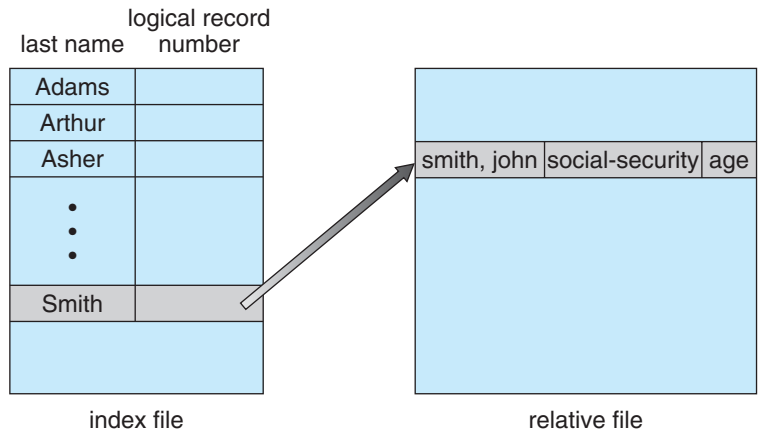 logical record
last name number
Adams
Arthur
Asher
Smith
index file
smith, john social-security age
relative file